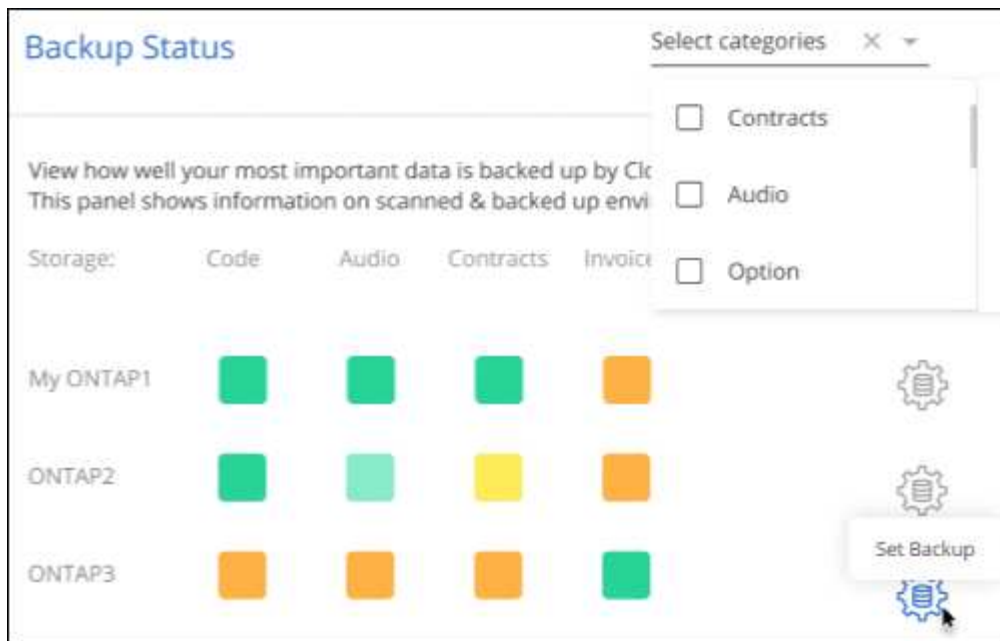 Backup Status
Select categories
Contracts
Audio
Option
View how well your most important data is backed up by Clo
This panel shows information on scanned & backed up envi
Storage: Code Audio Contracts Invoice
My ONTAP1
ONTAP2
Set Backup
ONTAP3